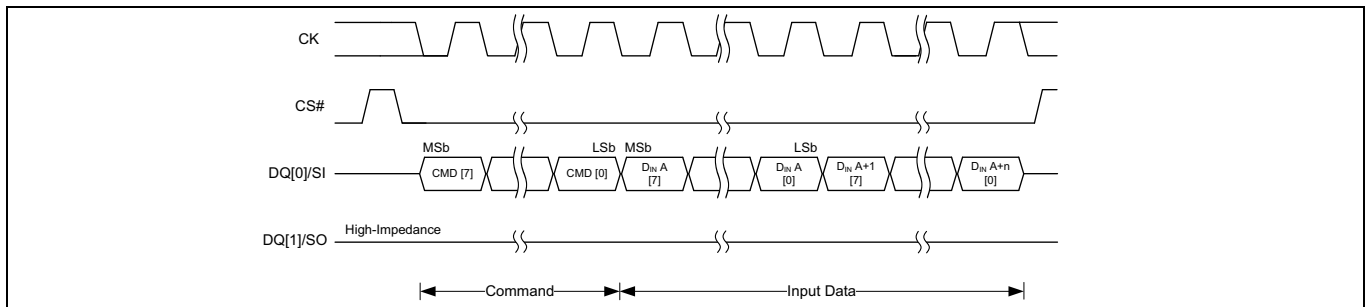 CK
CS#
MSb
LSb
MSb
LSb
DQ[0]/SI
CMD [7]
CMD [0]
DIN A
[7]
DIN A
[0]
DIN A+1
[7]
DIN A+n
[0]
High-Impedance
DQ[1]/SO
Command
Input Data